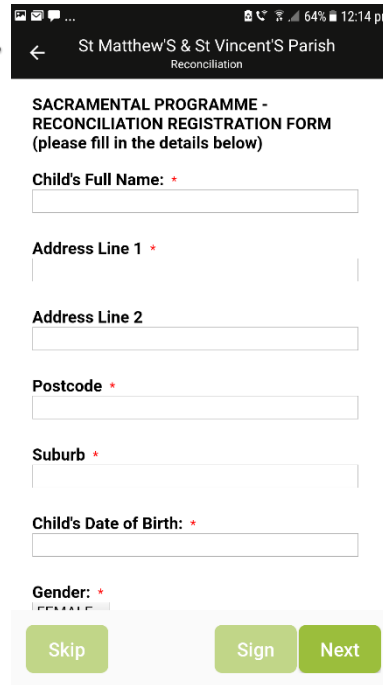 64% 12:14 pm
St Matthew'S & St Vincent'S Parish
Reconciliation
SACRAMENTAL PROGRAMME -
RECONCILIATION REGISTRATION FORM
(please fill in the details below)
Child's Full Name: *
Address Line 1 *
Address Line 2
Postcode *
Suburb *
Child's Date of Birth: *
Gender: *
FEMALE
Skip Sign Next